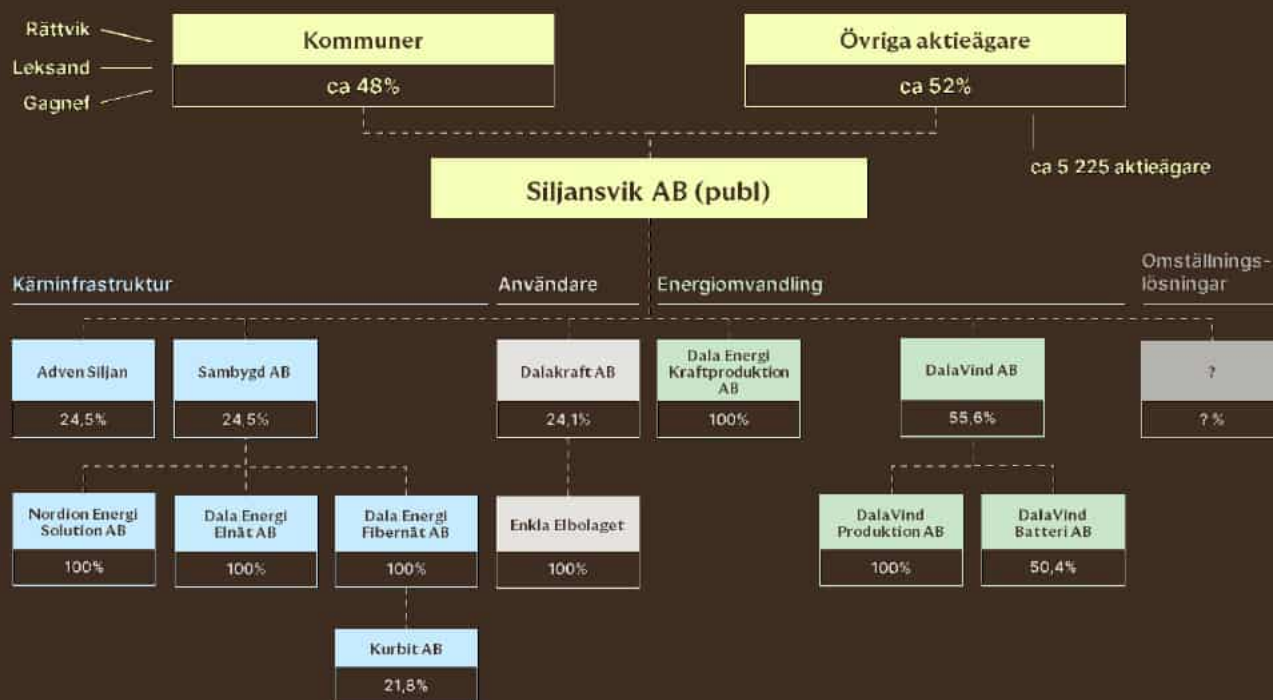 Rättvik
Leksand
Gagnef
Kommuner
ca 48%
Övriga aktieägare
ca 52%
ca 5 225 aktieägare
Siljansvik AB (publ)
Kärninfrastruktur
Användare
Energiomvandling
Omställnings-
lösningar
Adven Siljan
24,5%
Sambygd AB
24,5%
Dalakraft AB
24,1%
Dala Energi
Kraftproduktion
AB
100%
DalaVind AB
55,6%
?
? %
Nordion Energi
Solution AB
100%
Dala Energi
Elnät AB
100%
Dala Energi
Fibernät AB
100%
Enkla Elbolaget
100%
DalaVind
Produktion AB
100%
DalaVind
Batteri AB
50,4%
Kurbit AB
21,8%